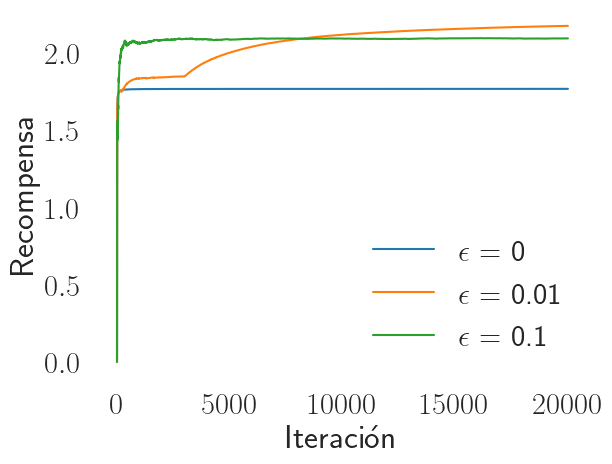 2.0
1.5
1.0
0.5
0.0
Recompensa
ϵ = 0
ϵ = 0.01
ϵ = 0.1
0 5000 10000 15000 20000
Iteración